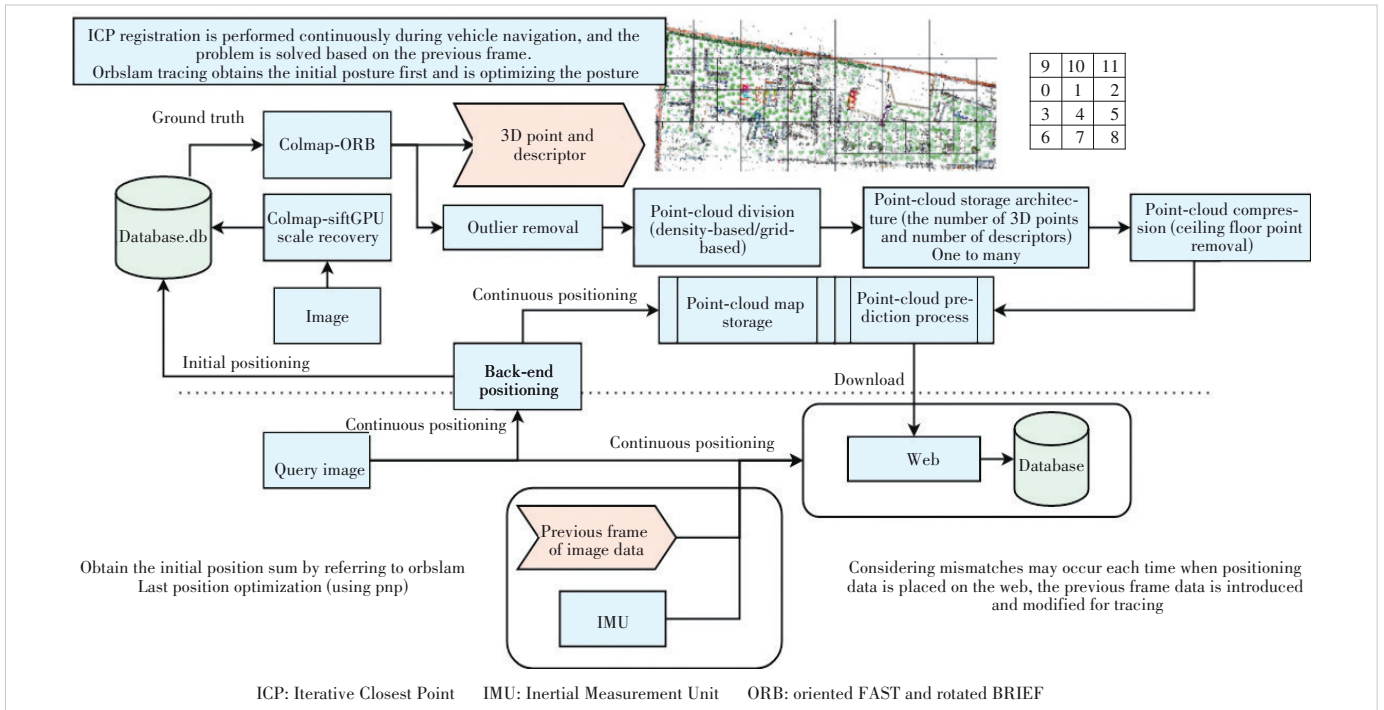 ICP registration is performed continuously during vehicle navigation, and the
problem is solved based on the previous frame.
Orbslam tracing obtains the initial posture first and is optimizing the posture
9 10 11
0 1 2
3 4 5
6 7 8
Ground truth
Colmap-ORB
3D point and
descriptor
Database.db
Colmap-siftGPU
scale recovery
Outlier removal
Point-cloud division
(density-based/grid-
based)
Point-cloud storage architec-
ture (the number of 3D points
and number of descriptors)
One to many
Point-cloud compres-
sion (ceiling floor point
removal)
Image
Continuous positioning
Point-cloud map
storage
Point-cloud pre-
diction process
Initial positioning
Back-end
positioning
Download
Continuous positioning
Query image
Continuous positioning
Web
Database
Previous frame
of image data
IMU
Obtain the initial position sum by referring to orbslam
Last position optimization (using pnp)
Considering mismatches may occur each time when positioning
data is placed on the web, the previous frame data is introduced
and modified for tracing
ICP: Iterative Closest Point IMU: Inertial Measurement Unit ORB: oriented FAST and rotated BRIEF